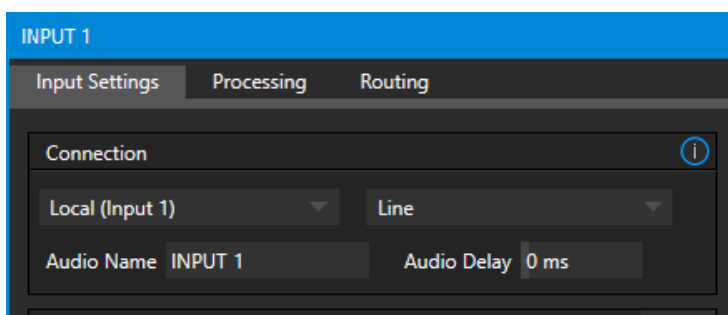 INPUT 1
Input Settings Processing Routing
Connection
Local (Input 1) Line
Audio Name INPUT 1 Audio Delay 0 ms